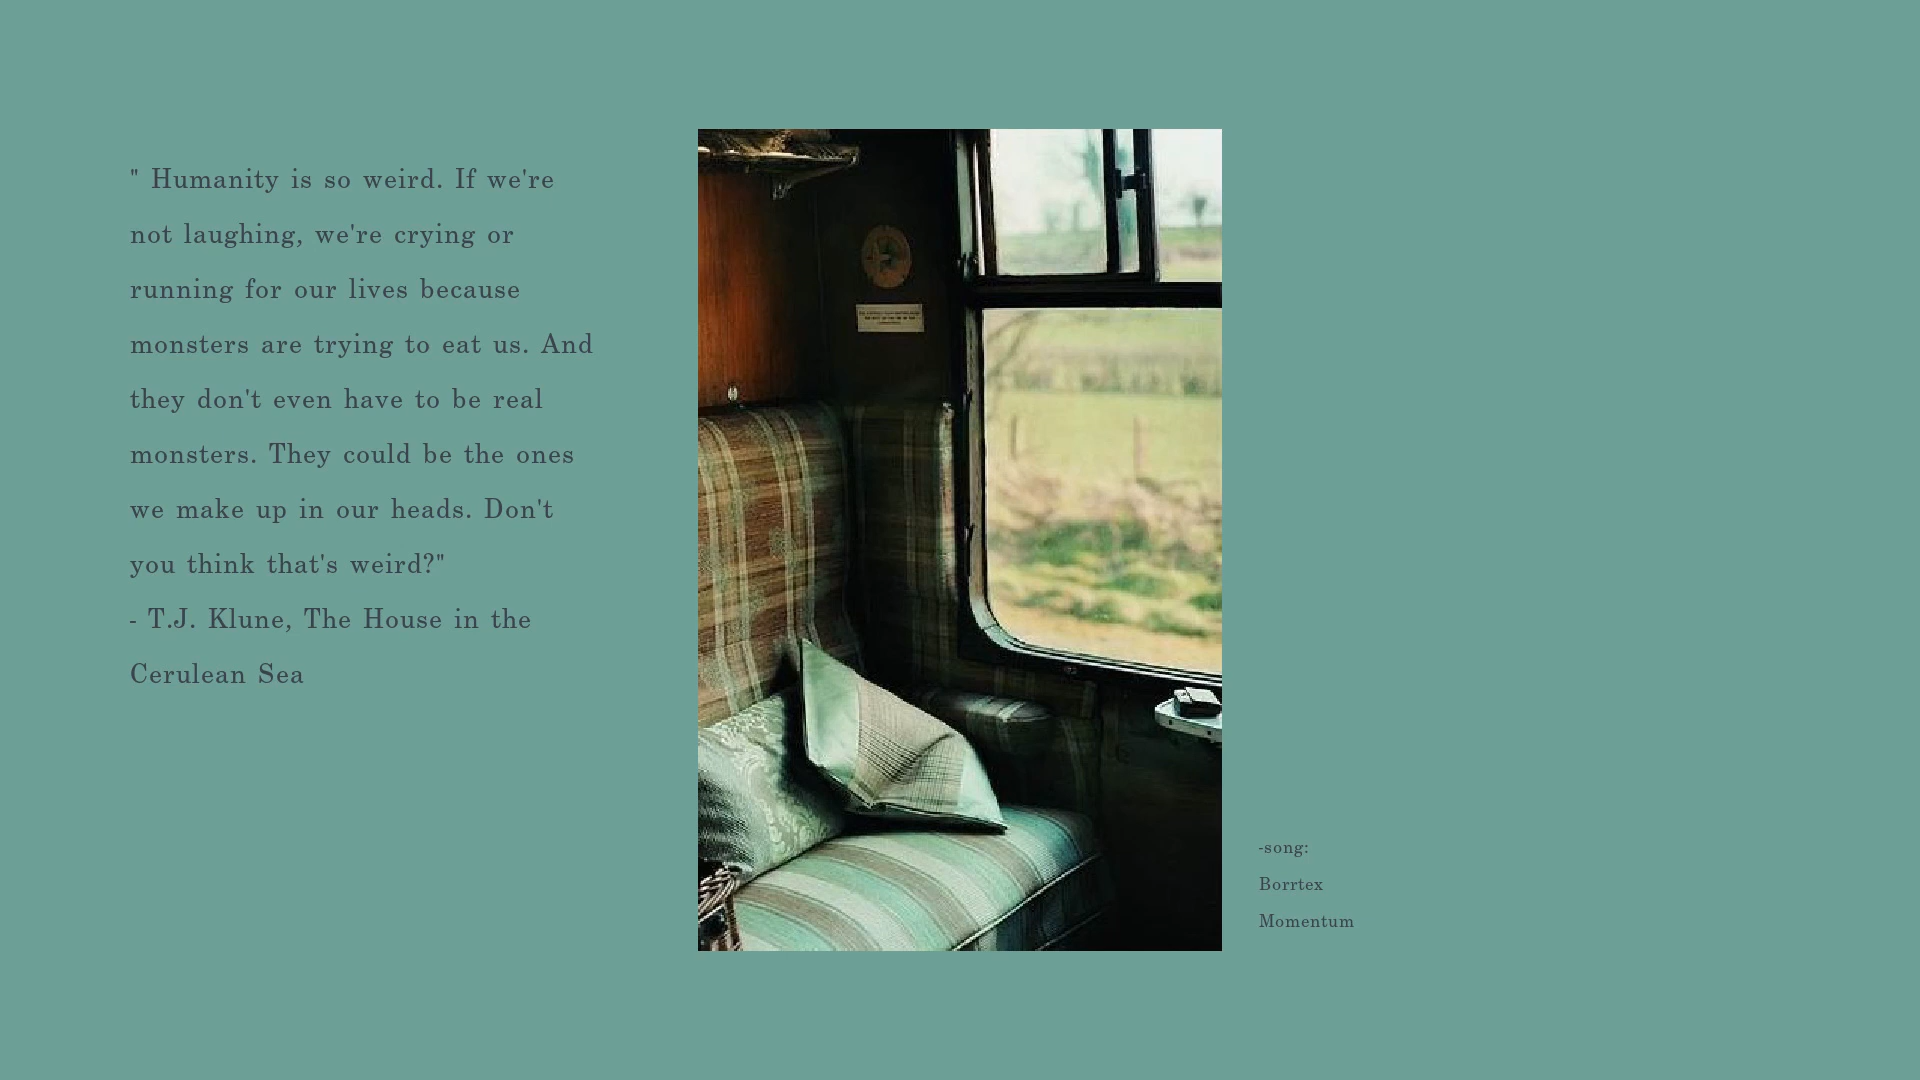 " Humanity is so weird. If we're
not laughing, we're crying or
running for our lives because
monsters are trying to eat us. And
they don't even have to be real
monsters. They could be the ones
we make up in our heads. Don't
you think that's weird?"
- T.J. Klune, The House in the
Cerulean Sea
-song:
Borrtex
Momentum